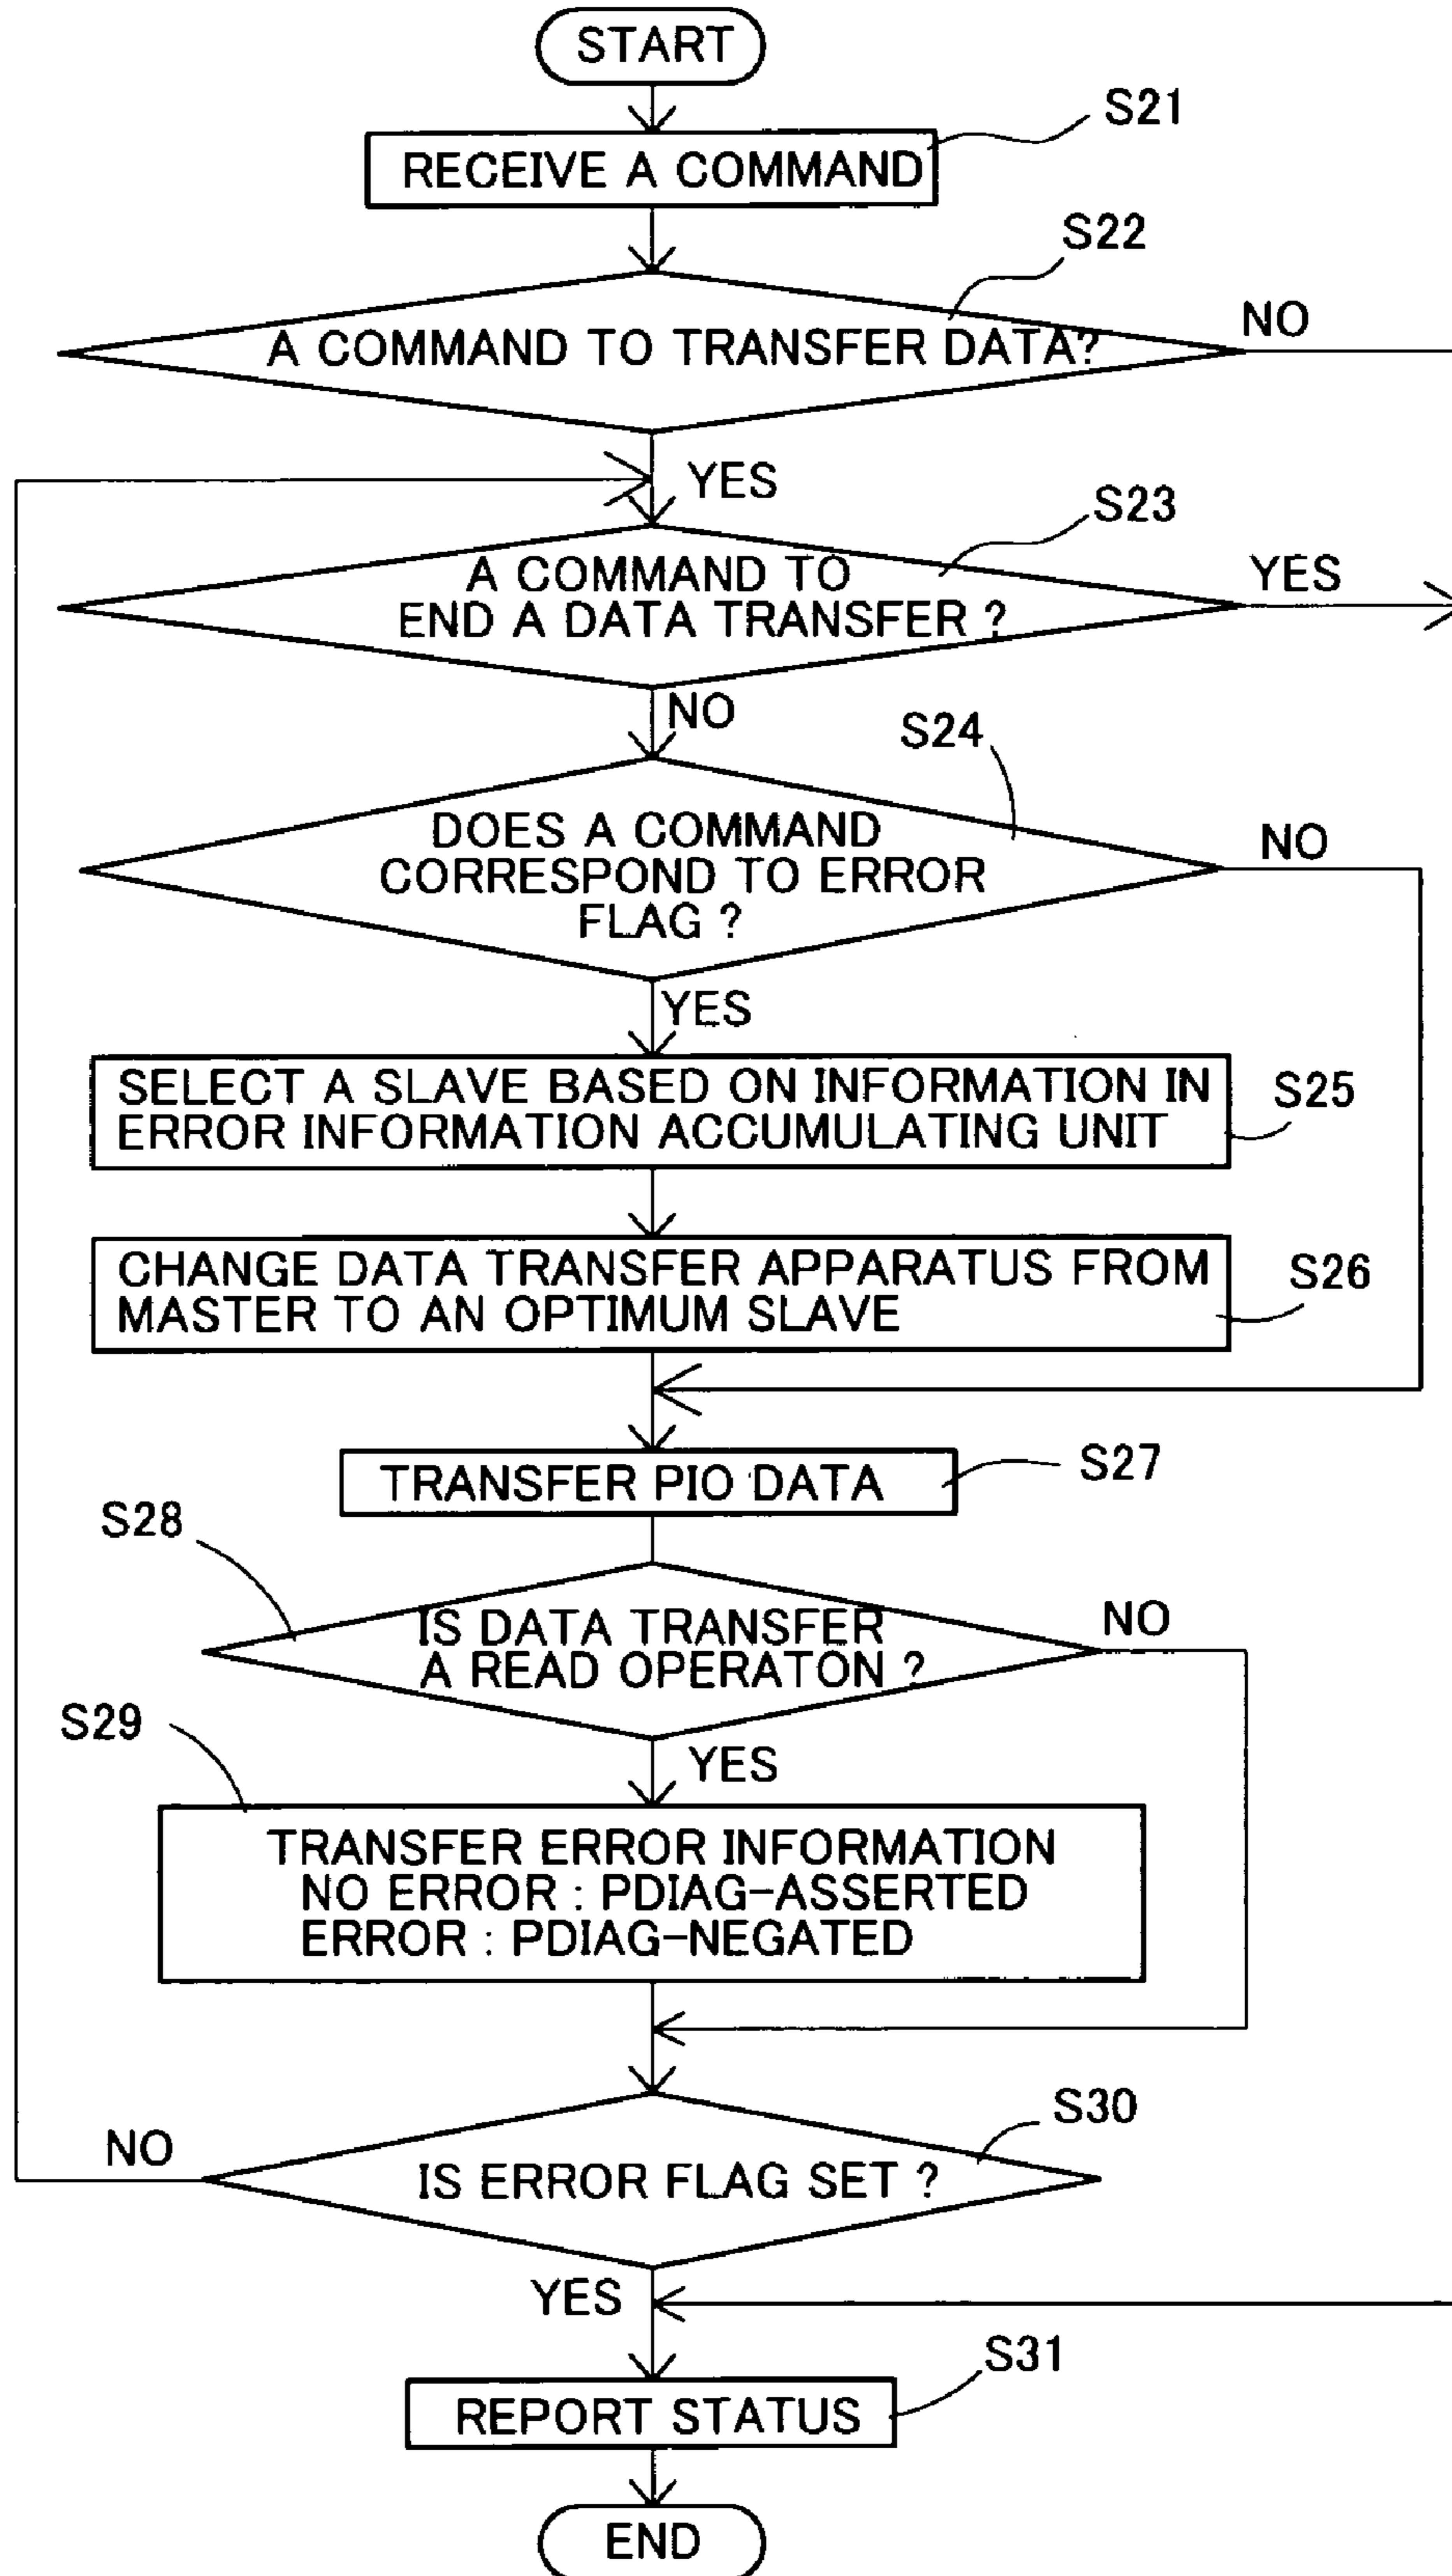 START
S21
RECEIVE A COMMAND
S22
A COMMAND TO TRANSFER DATA?
NO
YES
S23
A COMMAND TO
END A DATA TRANSFER ?
YES
NO
S24
DOES A COMMAND
CORRESPOND TO ERROR
FLAG ?
NO
YES
SELECT A SLAVE BASED ON INFORMATION IN
ERROR INFORMATION ACCUMULATING UNIT
S25
CHANGE DATA TRANSFER APPARATUS FROM
MASTER TO AN OPTIMUM SLAVE
S26
TRANSFER PIO DATA
S27
S28
IS DATA TRANSFER
A READ OPERATON ?
NO
S29
YES
TRANSFER ERROR INFORMATION
NO ERROR : PDIAG-ASSERTED
ERROR : PDIAG-NEGATED
S30
NO
IS ERROR FLAG SET ?
YES
S31
REPORT STATUS
END